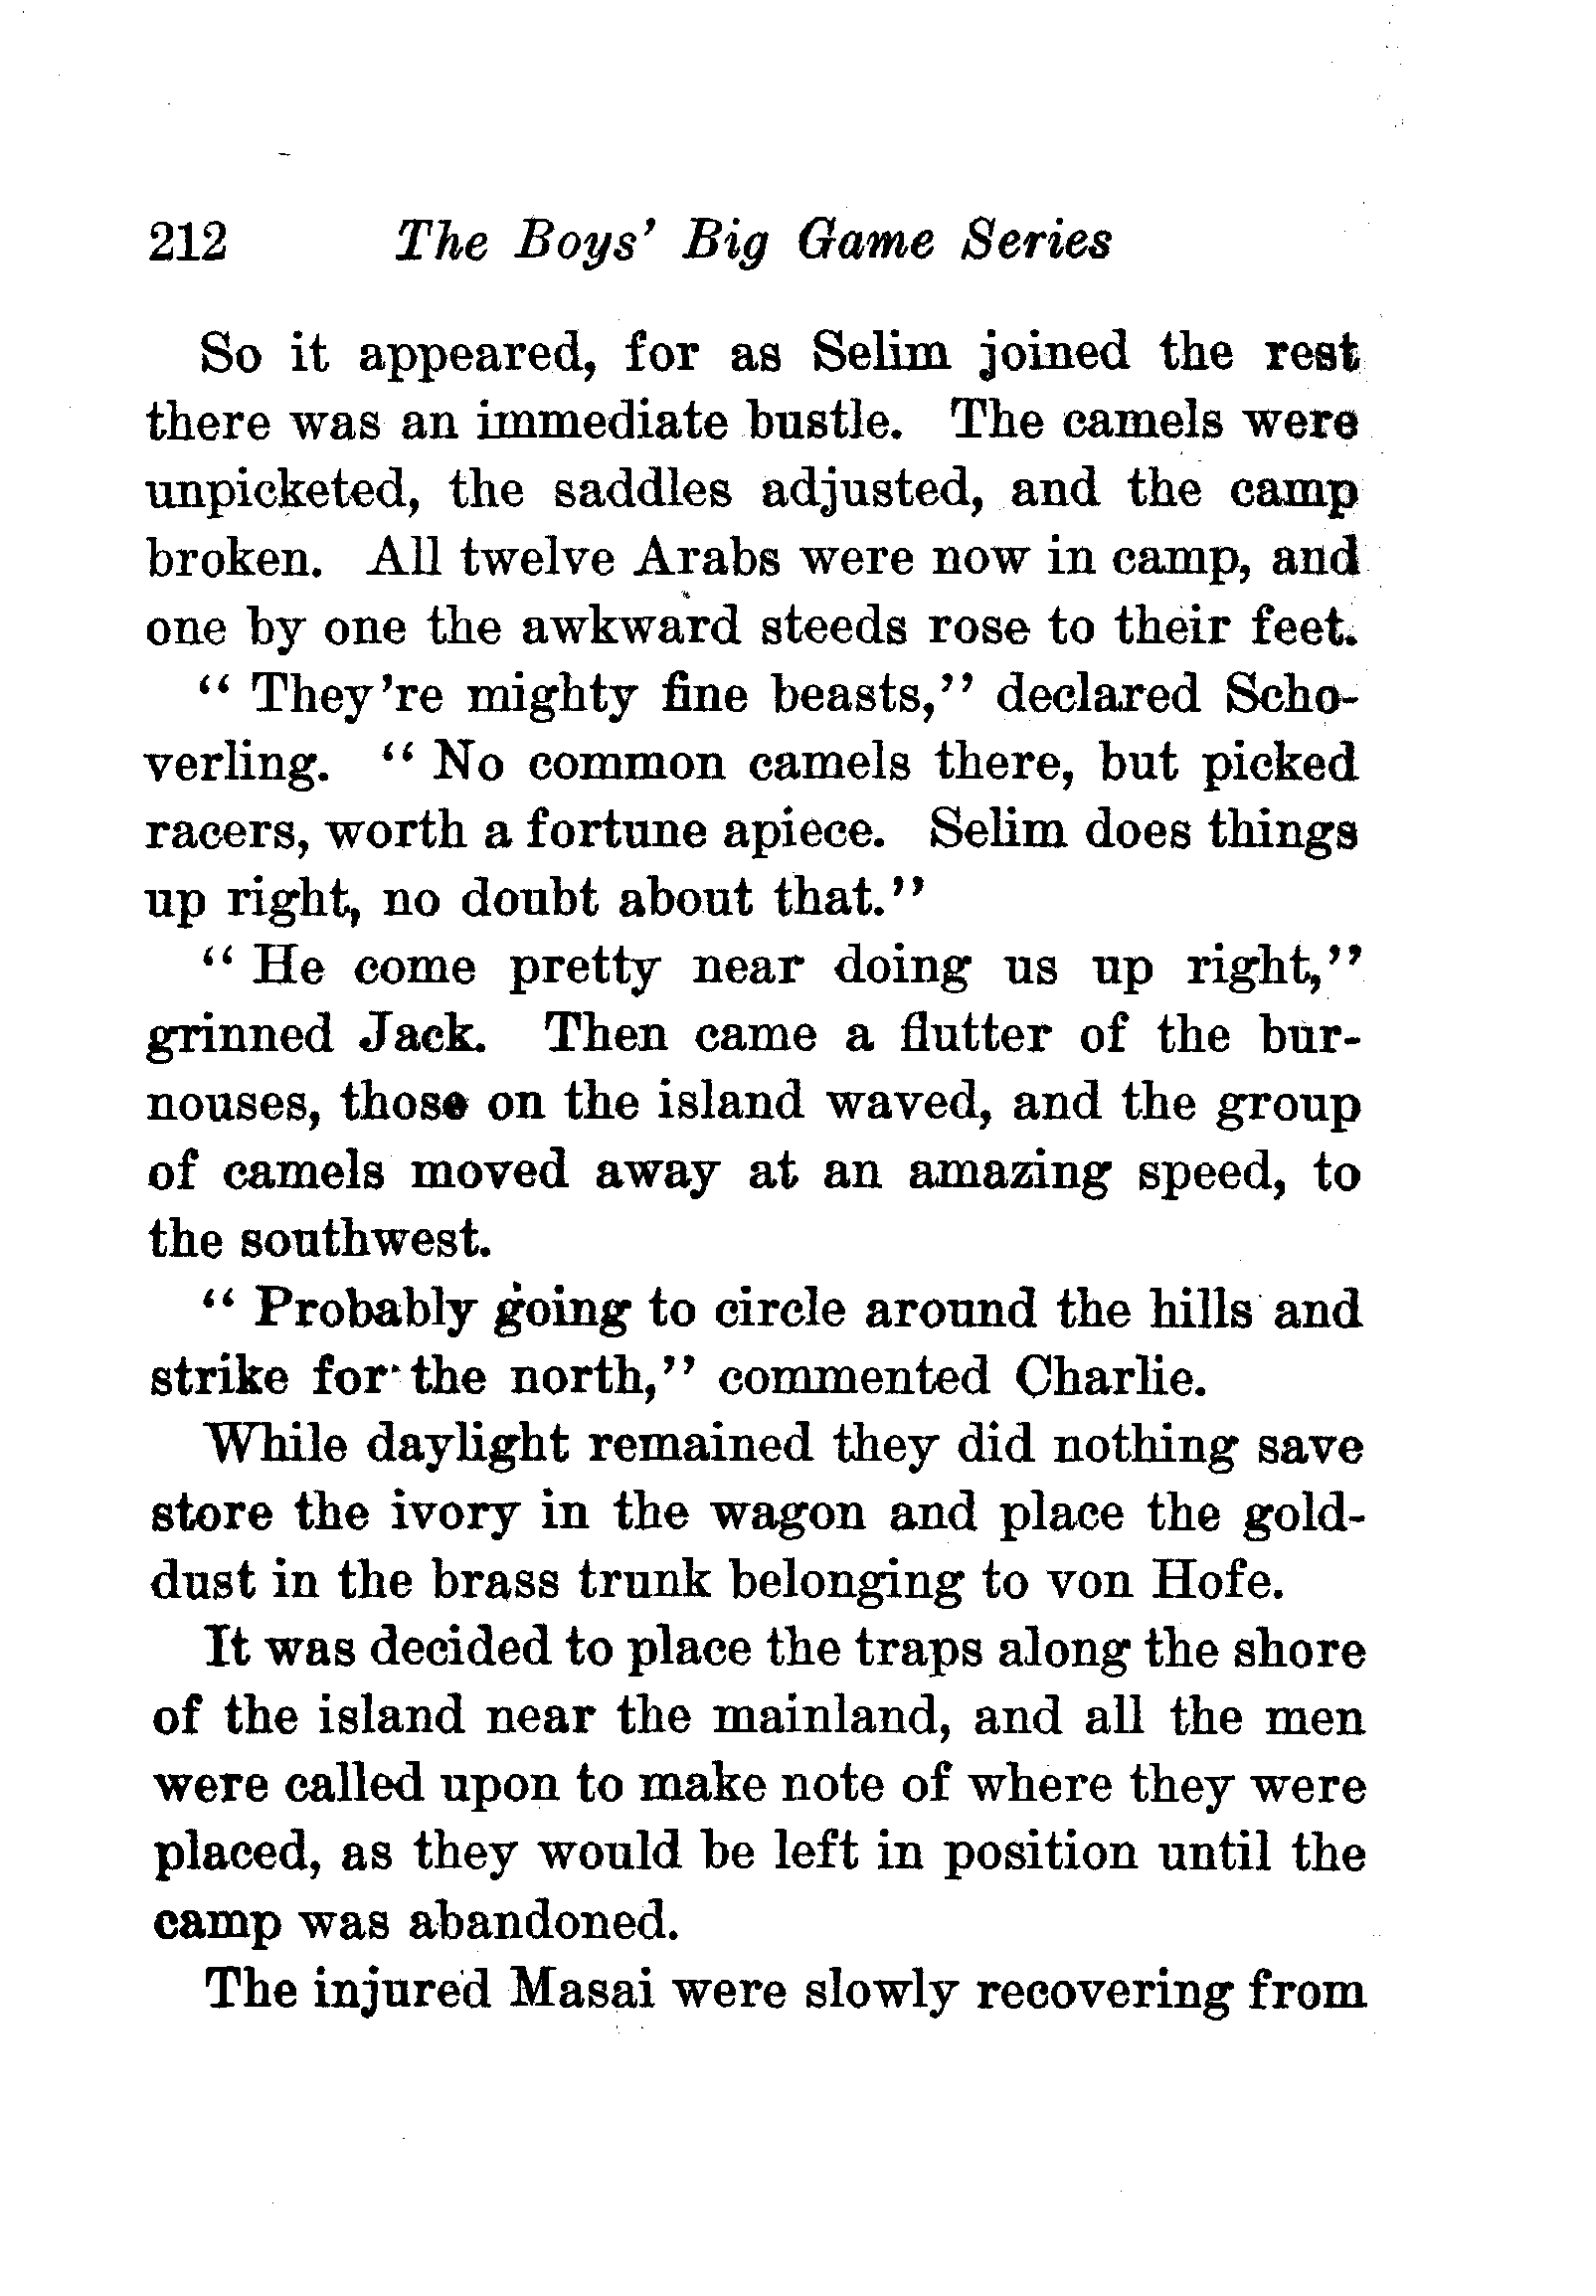 212 The Boys' Big Game Series
So it appeared, for as Selim joined the rest
there was an immediate bustle. The camels were
unpicketed, the saddles adjusted, and the camp
broken. All twelve Arabs were now in camp, and
one by one the awkward steeds rose to their feet.
"They're mighty fine beasts," declared Scho-
verling. "No common camels there, but picked
racers, worth a fortune apiece. Selim does things
up right, no doubt about that."
"He come pretty near doing us up right,"
grinned Jack. Then came a flutter of the bur-
nouses, those on the island waved, and the group
of camels moved away at an amazing speed, to
the southwest.
"Probably going to circle around the hills and
strike for the north," commented Charlie.
While daylight remained they did nothing save
store the ivory in the wagon and place the gold-
dust in the brass trunk belonging to von Hofe.
It was decided to place the traps along the shore
of the island near the mainland, and all the men
were called upon to make note of where they were
placed, as they would be left in position until the
camp was abandoned.
The injured Masai were slowly recovering from